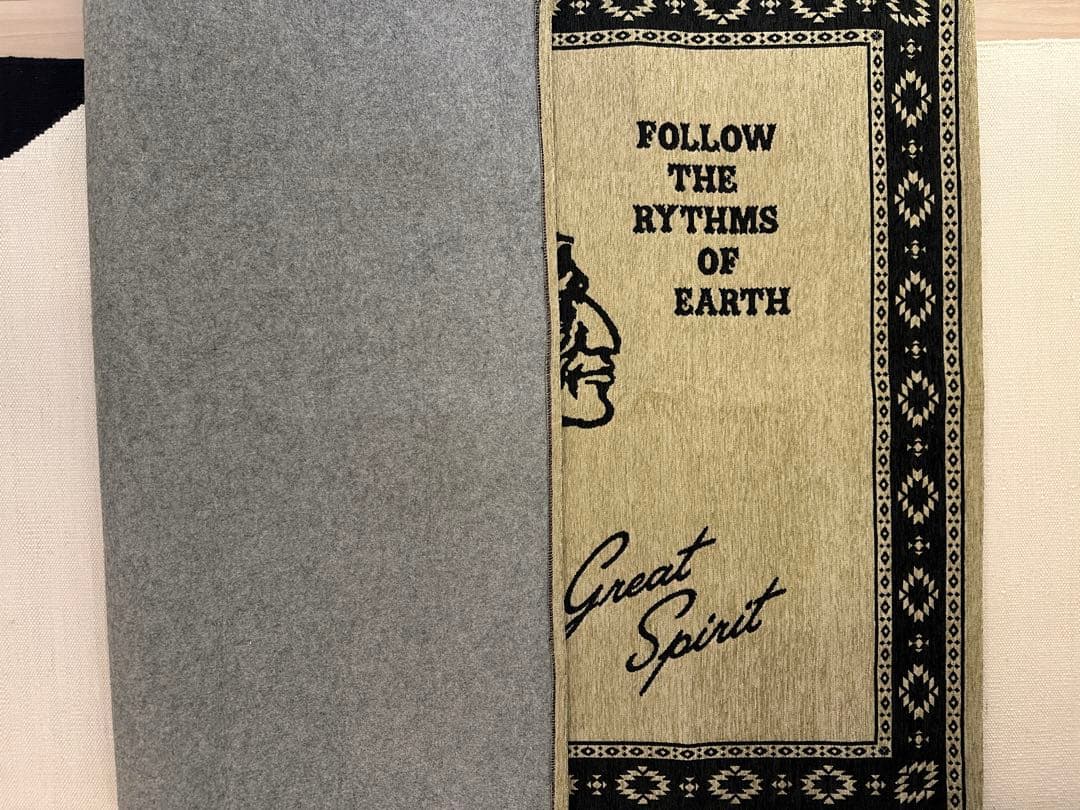 FOLLOW
THE
RYTHMS
OF
EARTH
Great
Spirit